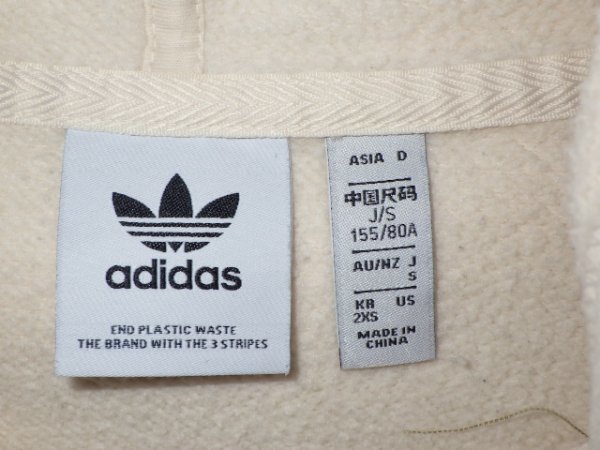 adidas
END PLASTIC WASTE
THE BRAND WITH THE 3 STRIPES
ASIA D
中国尺码
J/S
155/80A
AU/NZ J
S
KR US
2XS
MADE IN
CHINA